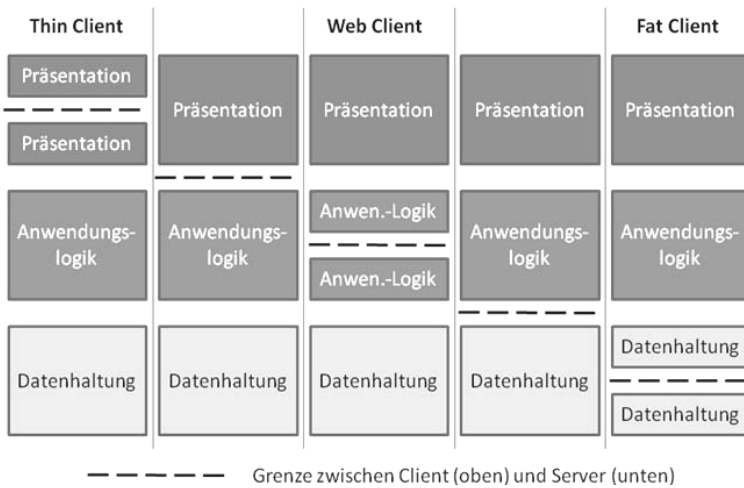 Thin Client
Web Client
Fat Client
Präsentation
Präsentation
Präsentation
Präsentation
Präsentation
Präsentation
Anwendungs-
logik
Anwendungs-
logik
Anwen.-Logik
Anwen.-Logik
Anwendungs-
logik
Anwendungs-
logik
Datenhaltung
Datenhaltung
Datenhaltung
Datenhaltung
Datenhaltung
Datenhaltung
Grenze zwischen Client (oben) und Server (unten)